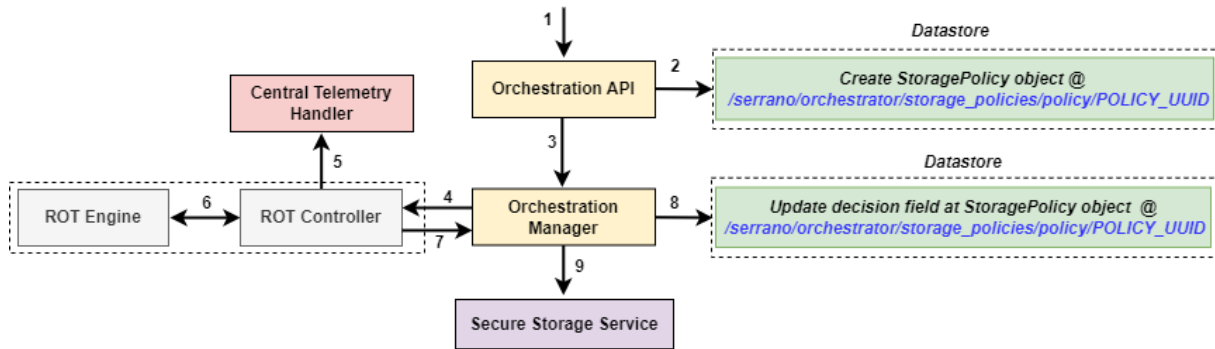 1
Datastore
2
Orchestration API
Create StoragePolicy object @
/serrano/orchestrator/storage_policies/policy/POLICY_UUID
Central Telemetry
Handler
3
5
Datastore
ROT Engine
6
ROT Controller
4
7
Orchestration
Manager
8
Update decision field at StoragePolicy object @
/serrano/orchestrator/storage_policies/policy/POLICY_UUID
9
Secure Storage Service